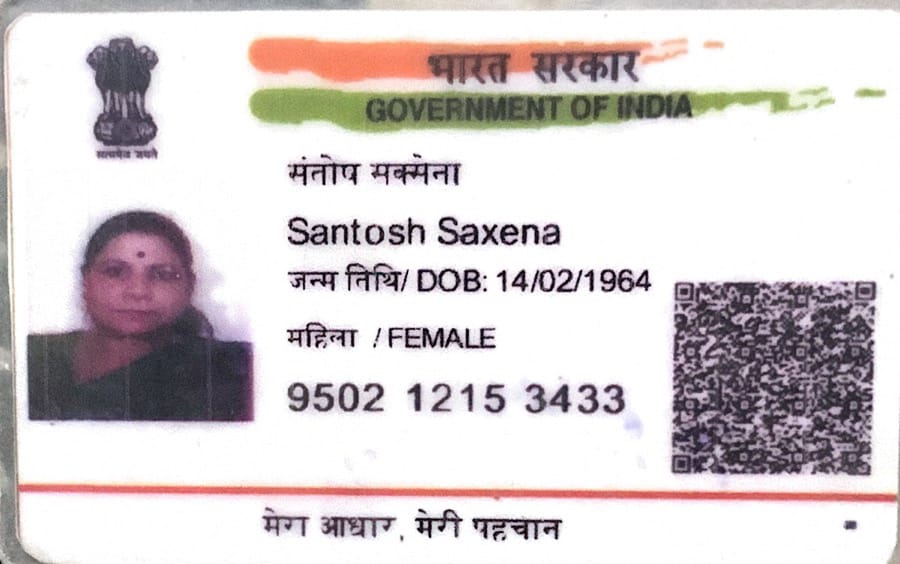 भारत सरकार
GOVERNMENT OF INDIA
सत्यमेव जयते
संतोष सक्सेना
Santosh Saxena
जन्म तिथि/ DOB: 14/02/1964
महिला / FEMALE
9502 1215 3433
मेरा आधार, मेरी पहचान